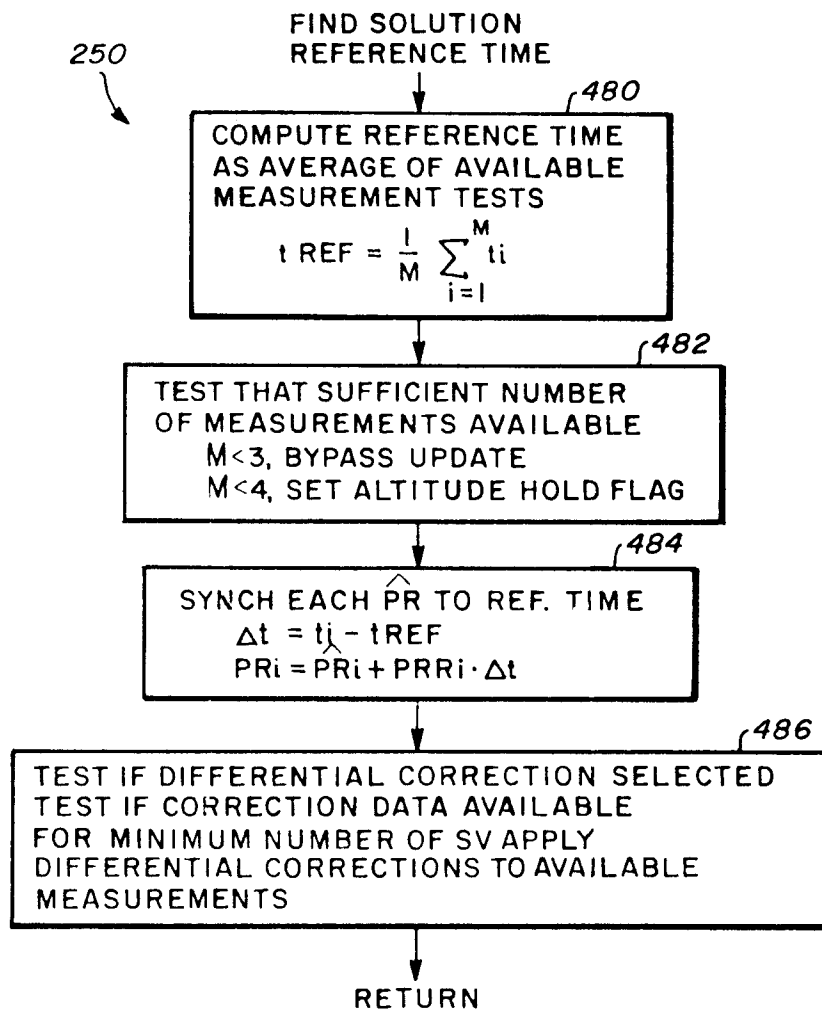 FIND SOLUTION
REFERENCE TIME
250
480
COMPUTE REFERENCE TIME
AS AVERAGE OF AVAILABLE
MEASUREMENT TESTS
t REF = 1/M M∑i=1 ti
482
TEST THAT SUFFICIENT NUMBER
OF MEASUREMENTS AVAILABLE
M<3, BYPASS UPDATE
M<4, SET ALTITUDE HOLD FLAG
484
SYNCH EACH P̂R TO REF. TIME
Δt = ti - tREF
PRi = P̂Ri + PRRi · Δt
486
TEST IF DIFFERENTIAL CORRECTION SELECTED
TEST IF CORRECTION DATA AVAILABLE
FOR MINIMUM NUMBER OF SV APPLY
DIFFERENTIAL CORRECTIONS TO AVAILABLE
MEASUREMENTS
RETURN